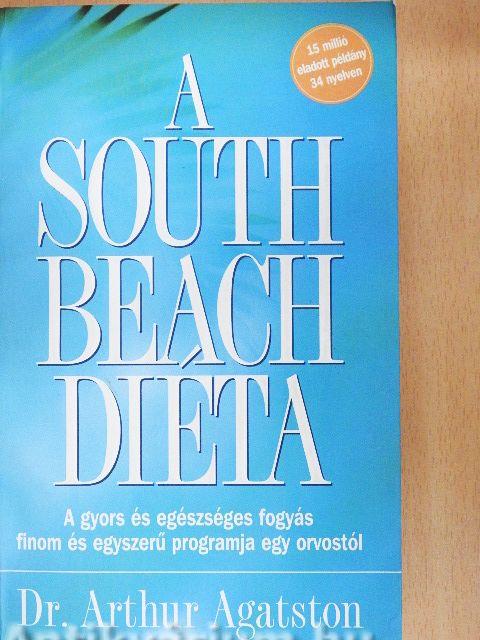 15 millió
eladott példány
34 nyelven
A
SOUTH
BEACH
DIÉTA
A gyors és egészséges fogyás
finom és egyszerű programja egy orvostól
Dr. Arthur Agatston